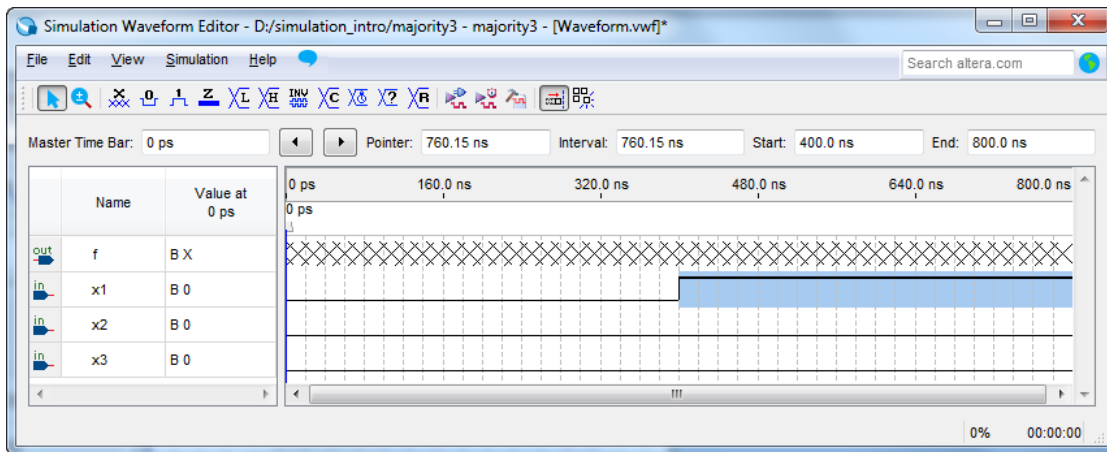 Simulation Waveform Editor - D:/simulation_intro/majority3 - majority3 - [Waveform.vwf]*
File Edit View Simulation Help Search altera.com
X 0 1 Z L H INV C ? R
Master Time Bar: 0 ps Pointer: 760.15 ns Interval: 760.15 ns Start: 400.0 ns End: 800.0 ns
Name Value at 0 ps
0 ps 160.0 ns 320.0 ns 480.0 ns 640.0 ns 800.0 ns
0 ps
out f B X
in x1 B 0
in x2 B 0
in x3 B 0
0% 00:00:00